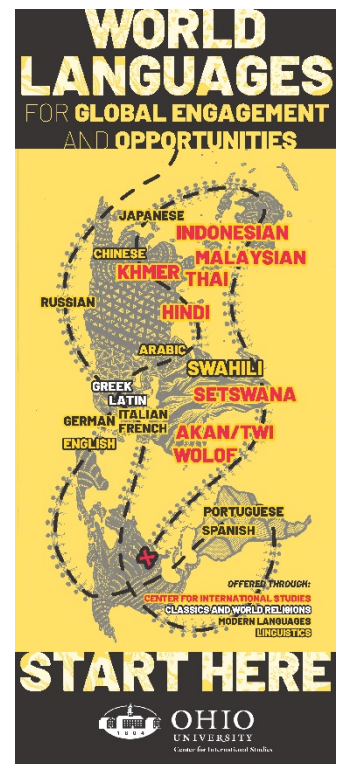 WORLD
LANGUAGES
FOR GLOBAL ENGAGEMENT
AND OPPORTUNITIES
JAPANESE
INDONESIAN
CHINESE
MALAYSIAN
KHMER THAI
RUSSIAN
HINDI
ARABIC
SWAHILI
GREEK
SETSWANA
LATIN
ITALIAN
GERMAN FRENCH
AKAN/TWI
ENGLISH
WOLOF
PORTUGUESE
SPANISH
OFFERED THROUGH:
CENTER FOR INTERNATIONAL STUDIES
CLASSICS AND WORLD RELIGIONS
MODERN LANGUAGES
LINGUISTICS
START HERE
1804
OHIO
UNIVERSITY
Center for International Studies